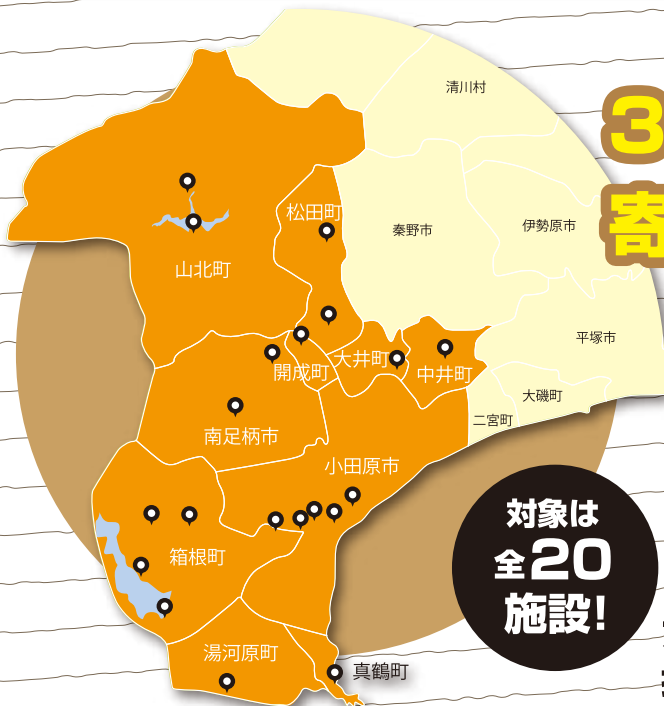 清川村
3
寄
松田町
秦野市
伊勢原市
山北町
平塚市
大井町
開成町
中井町
大磯町
二宮町
南足柄市
小田原市
対象は
全20
施設!
箱根町
湯河原町
真鶴町